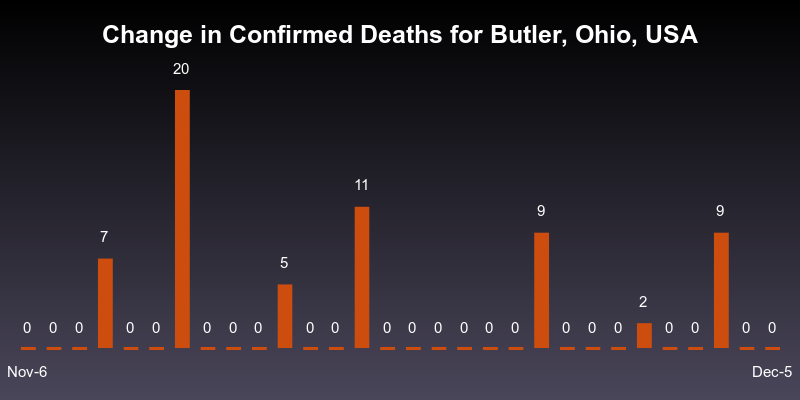 Change in Confirmed Deaths for Butler, Ohio, USA
0 0 0 7 0 0 20 0 0 0 5 0 0 11 0 0 0 0 0 0 9 0 0 0 2 0 0 9 0 0
Nov-6 Dec-5